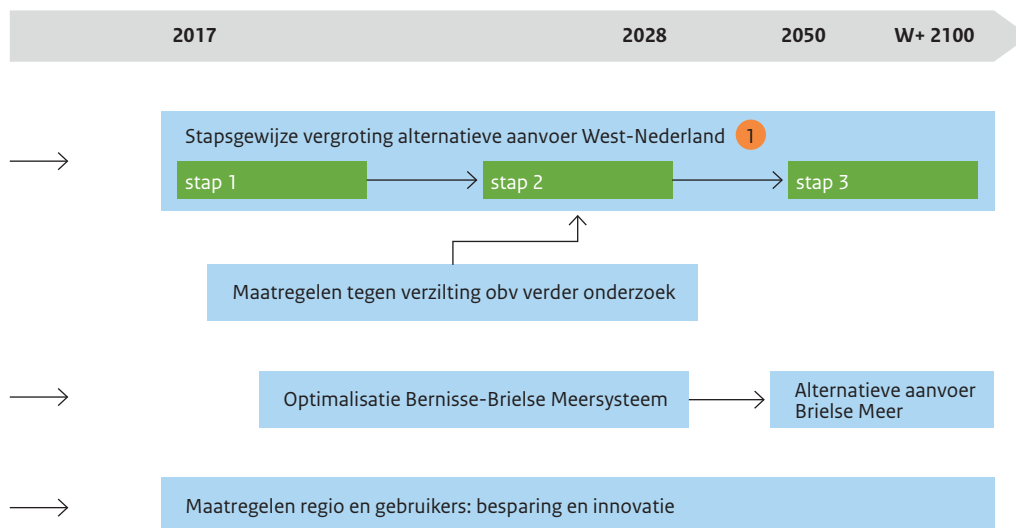 2017 2028 2050 W+ 2100
Stapsgewijze vergroting alternatieve aanvoer West-Nederland 1
stap 1 stap 2 stap 3
Maatregelen tegen verzilting obv verder onderzoek
Optimalisatie Bernisse-Brielse Meersysteem
Alternatieve aanvoer
Brielse Meer
Maatregelen regio en gebruikers: besparing en innovatie